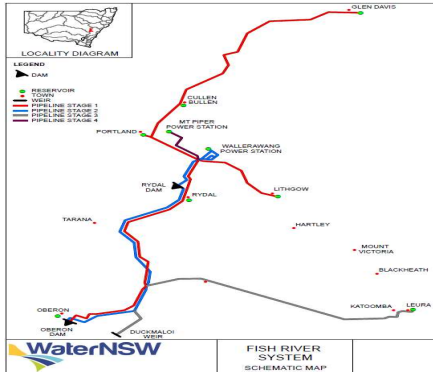 GLEN DAVIS
LOCALITY DIAGRAM
LEGEND
DAM
RESERVOIR
TOWN
WEIR
PIPELINE STAGE 1
PIPELINE STAGE 2
PIPELINE STAGE 3
PIPELINE STAGE 4
CULLEN
BULLEN
MT PIPER
POWER STATION
PORTLAND
WALLERAWANG
POWER STATION
RYDAL
DAM
RYDAL
LITHGOW
TARANA
HARTLEY
MOUNT
VICTORIA
BLACKHEATH
OBERON
OBERON
DAM
DUCKMALOI
WEIR
KATOOMBA
LEURA
WaterNSW
FISH RIVER
SYSTEM
SCHEMATIC MAP